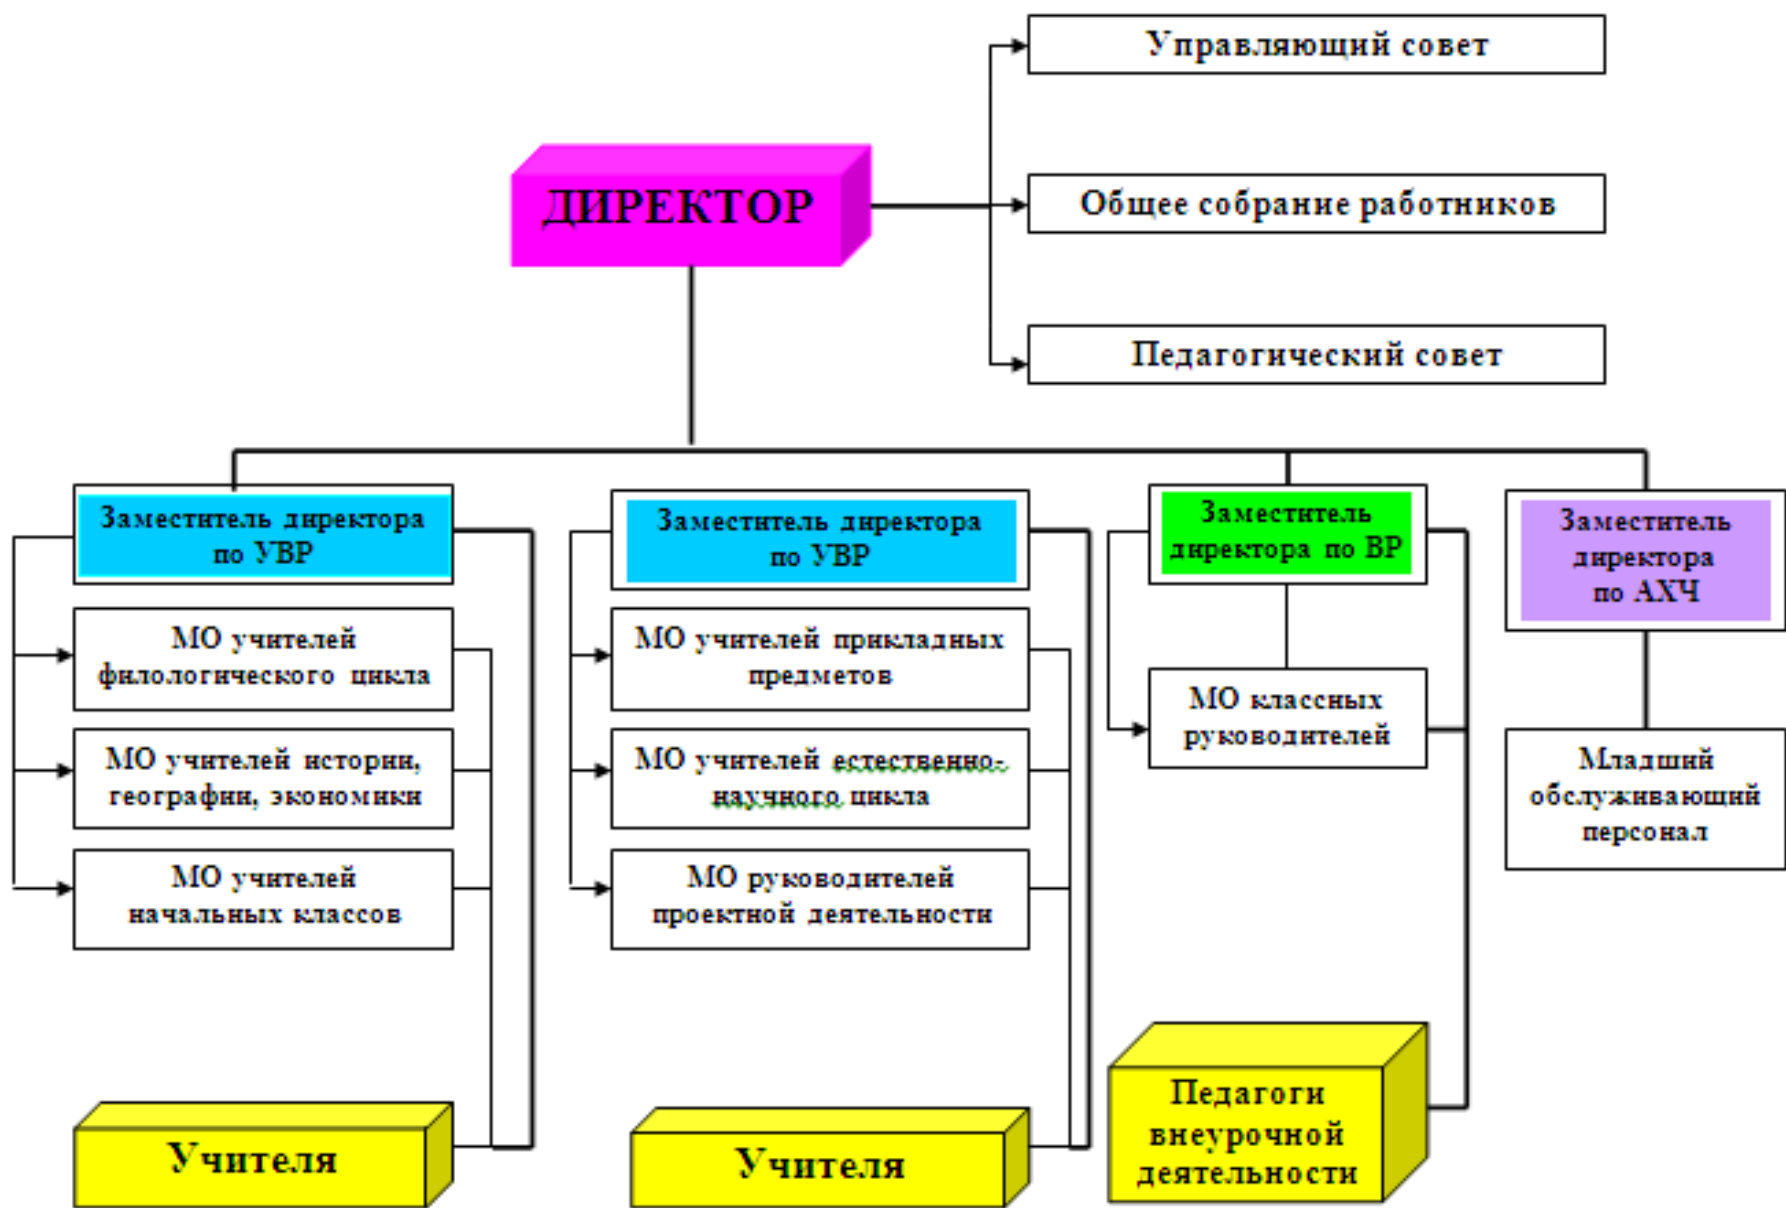 Управляющий совет
ДИРЕКТОР
Общее собрание работников
Педагогический совет
Заместитель директора
по УВР
Заместитель директора
по УВР
Заместитель
директора по ВР
Заместитель
директора
по АХЧ
МО учителей
филологического цикла
МО учителей прикладных
предметов
МО классных
руководителей
МО учителей истории,
географии, экономики
МО учителей естественно-
научного цикла
Младший
обслуживающий
персонал
МО учителей
начальных классов
МО руководителей
проектной деятельности
Учителя
Учителя
Педагоги
внеурочной
деятельности